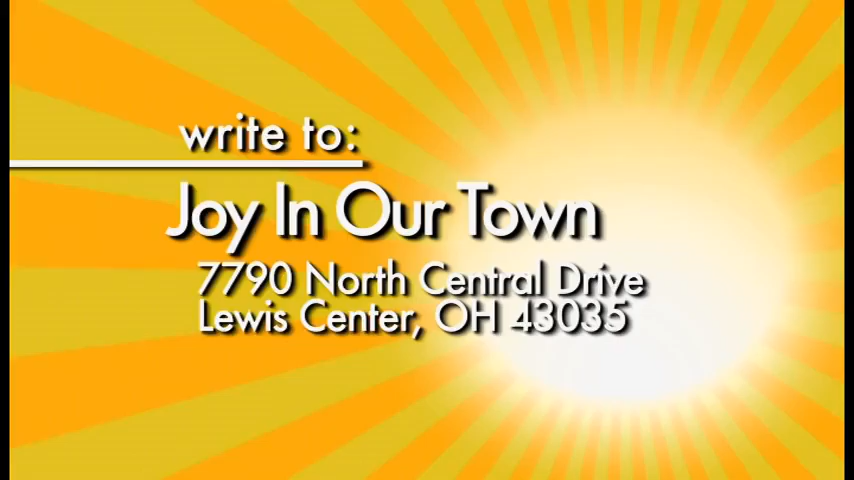 write to:
Joy In Our Town
7790 North Central Drive
Lewis Center, OH 43035